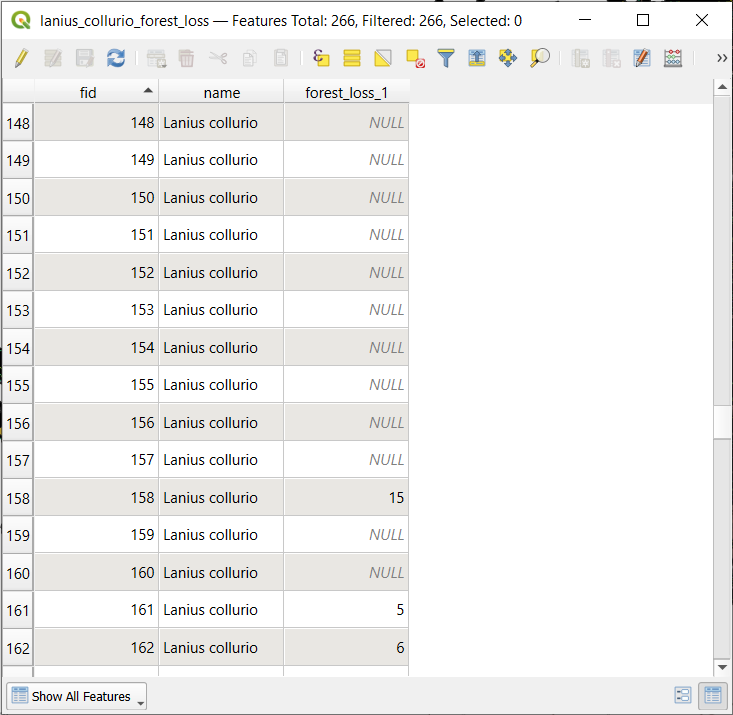 lanius_collurio_forest_loss — Features Total: 266, Filtered: 266, Selected: 0
fid name forest_loss_1
148 148 Lanius collurio NULL
149 149 Lanius collurio NULL
150 150 Lanius collurio NULL
151 151 Lanius collurio NULL
152 152 Lanius collurio NULL
153 153 Lanius collurio NULL
154 154 Lanius collurio NULL
155 155 Lanius collurio NULL
156 156 Lanius collurio NULL
157 157 Lanius collurio NULL
158 158 Lanius collurio 15
159 159 Lanius collurio NULL
160 160 Lanius collurio NULL
161 161 Lanius collurio 5
162 162 Lanius collurio 6
Show All Features